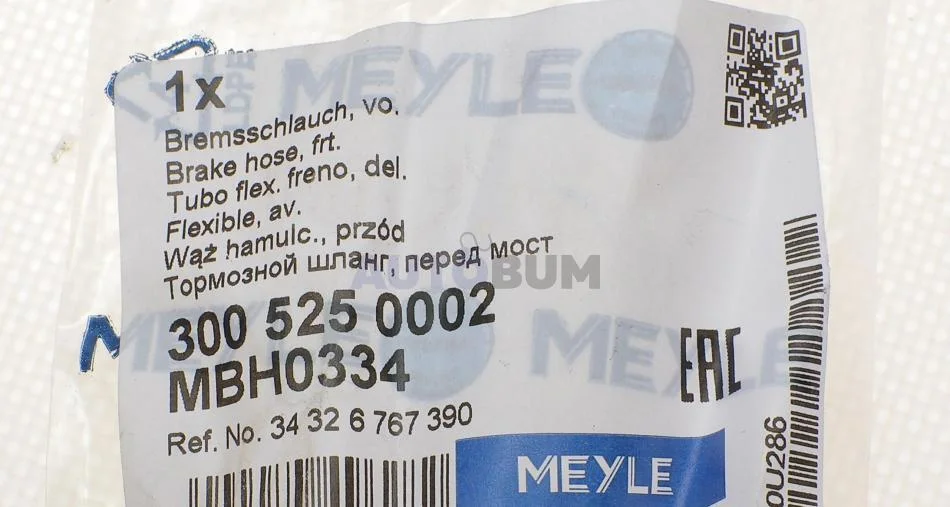 MEYLE
1x
Bremsschlauch, vo.
Brake hose, frt.
Tubo flex. freno, del.
Flexible, av.
Wąż hamulc., przód
Тормозной шланг, перед мост
AUTOBUM
300 525 0002
MBH0334
MEYLE
EAC
Ref. No. 34 32 6 767 390
MEYLE
0U286